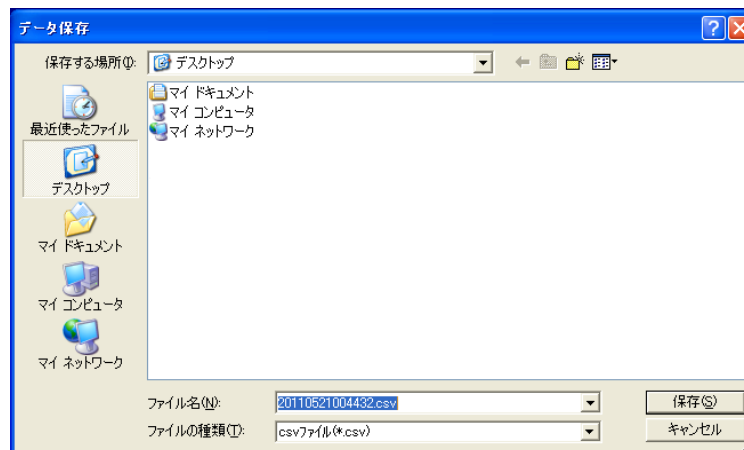 データ保存
保存する場所(I):
デスクトップ
マイ ドキュメント
マイ コンピュータ
マイ ネットワーク
最近使ったファイル
デスクトップ
マイ ドキュメント
マイ コンピュータ
マイ ネットワーク
ファイル名(N): 20110521004432.csv 保存(S)
ファイルの種類(T): csvファイル(*.csv) キャンセル